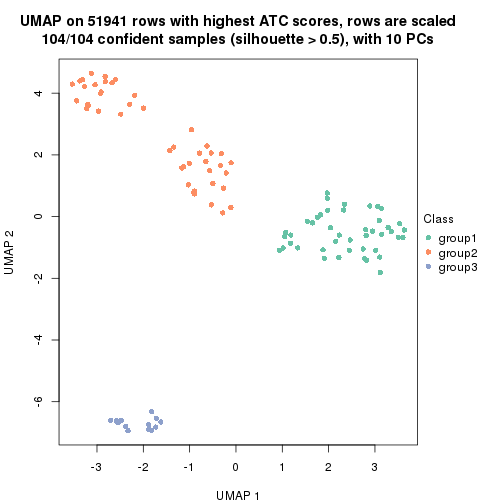 UMAP on 51941 rows with highest ATC scores, rows are scaled
104/104 confident samples (silhouette > 0.5), with 10 PCs
4
2
0
-2
-4
-6
UMAP 2
-3
-2
-1
0
1
2
3
UMAP 1
Class
group1
group2
group3